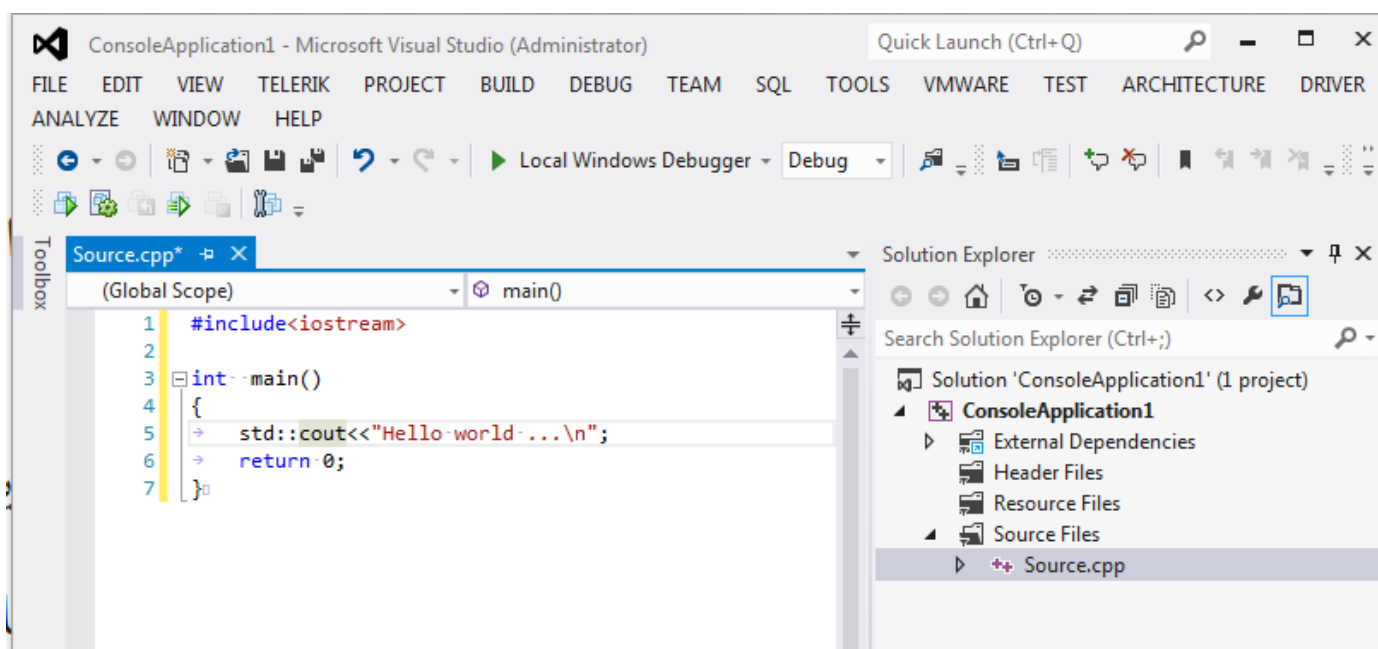 ConsoleApplication1 - Microsoft Visual Studio (Administrator)
Quick Launch (Ctrl+Q)
FILE EDIT VIEW TELERIK PROJECT BUILD DEBUG TEAM SQL TOOLS VMWARE TEST ARCHITECTURE DRIVER
ANALYZE WINDOW HELP
Local Windows Debugger Debug
Toolbox
Source.cpp*
(Global Scope) main()
1 #include<iostream>
2
3 int  main()
4 {
5 std::cout<<"Hello world ...\n";
6 return 0;
7 }
Solution Explorer
Search Solution Explorer (Ctrl+;)
Solution 'ConsoleApplication1' (1 project)
ConsoleApplication1
External Dependencies
Header Files
Resource Files
Source Files
Source.cpp